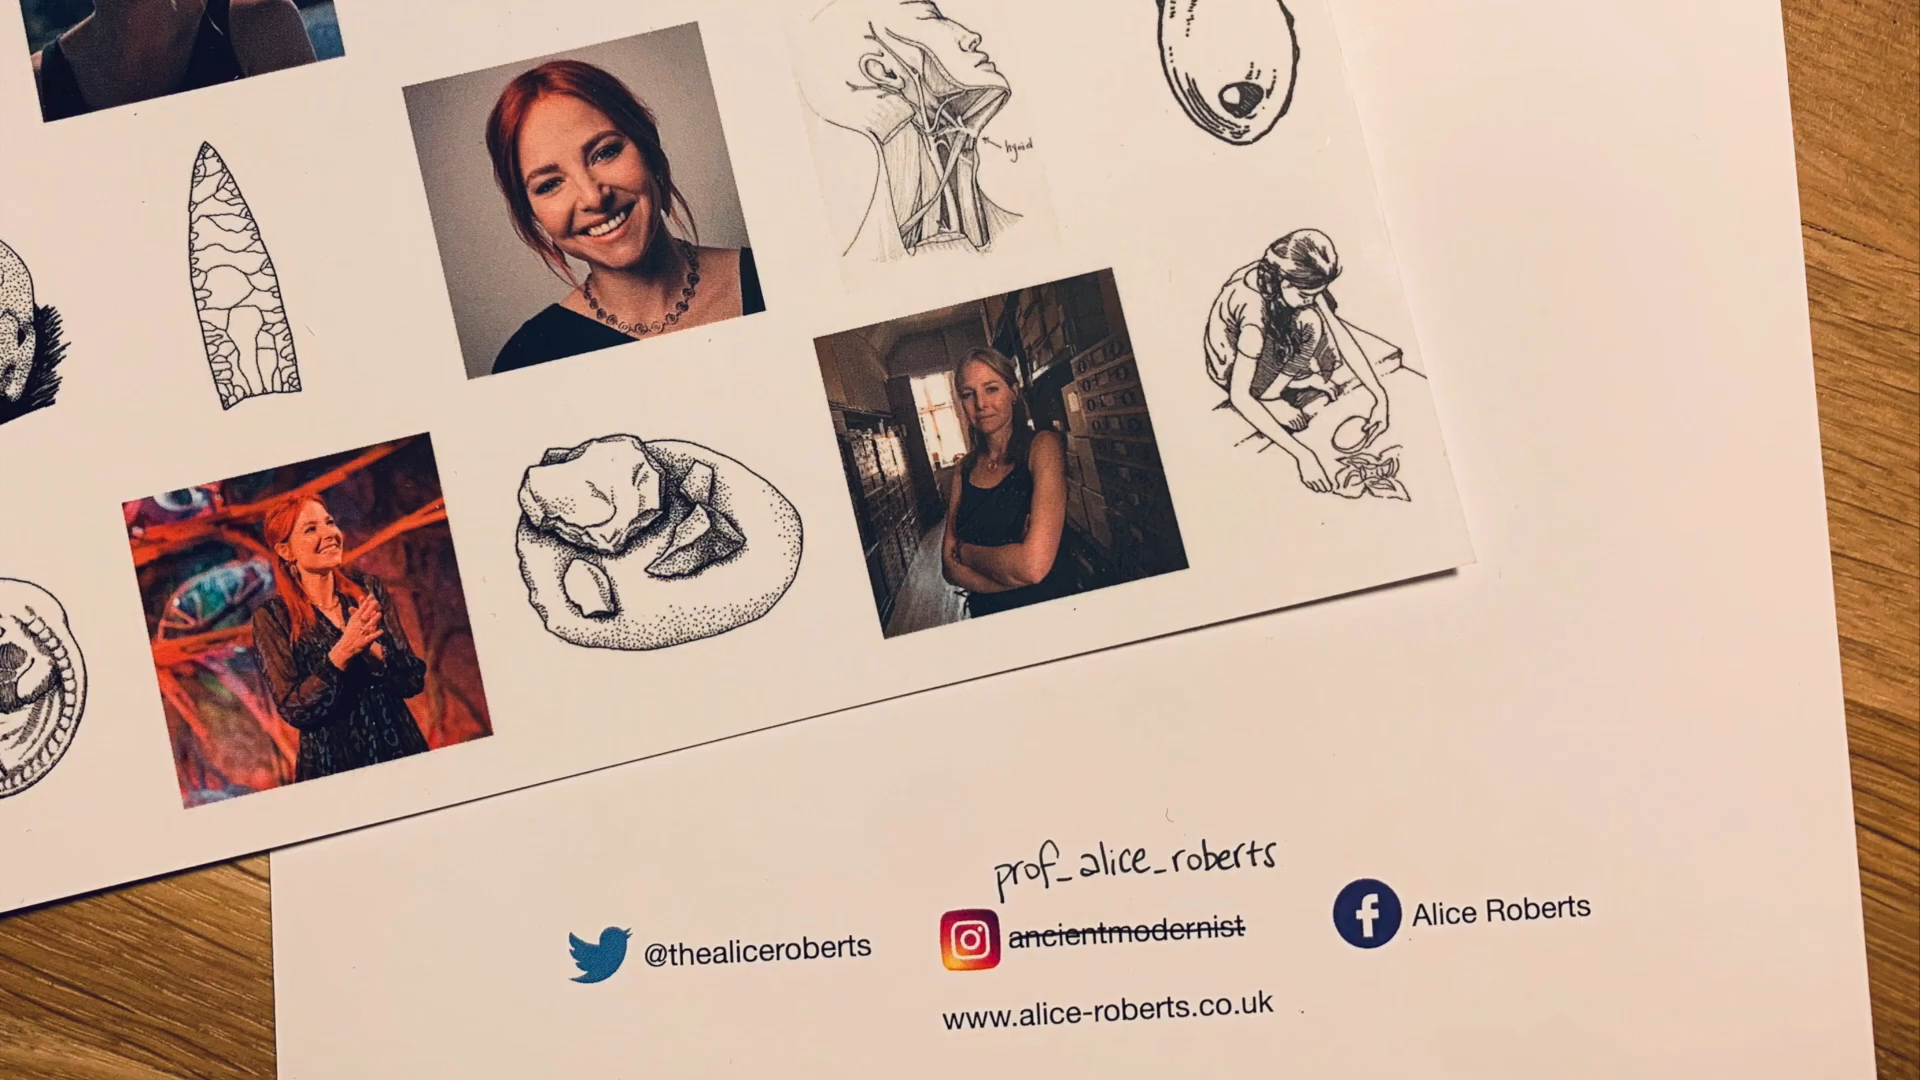 hyoid
prof_alice_roberts
@thealiceroberts
ancientmodernist
Alice Roberts
www.alice-roberts.co.uk